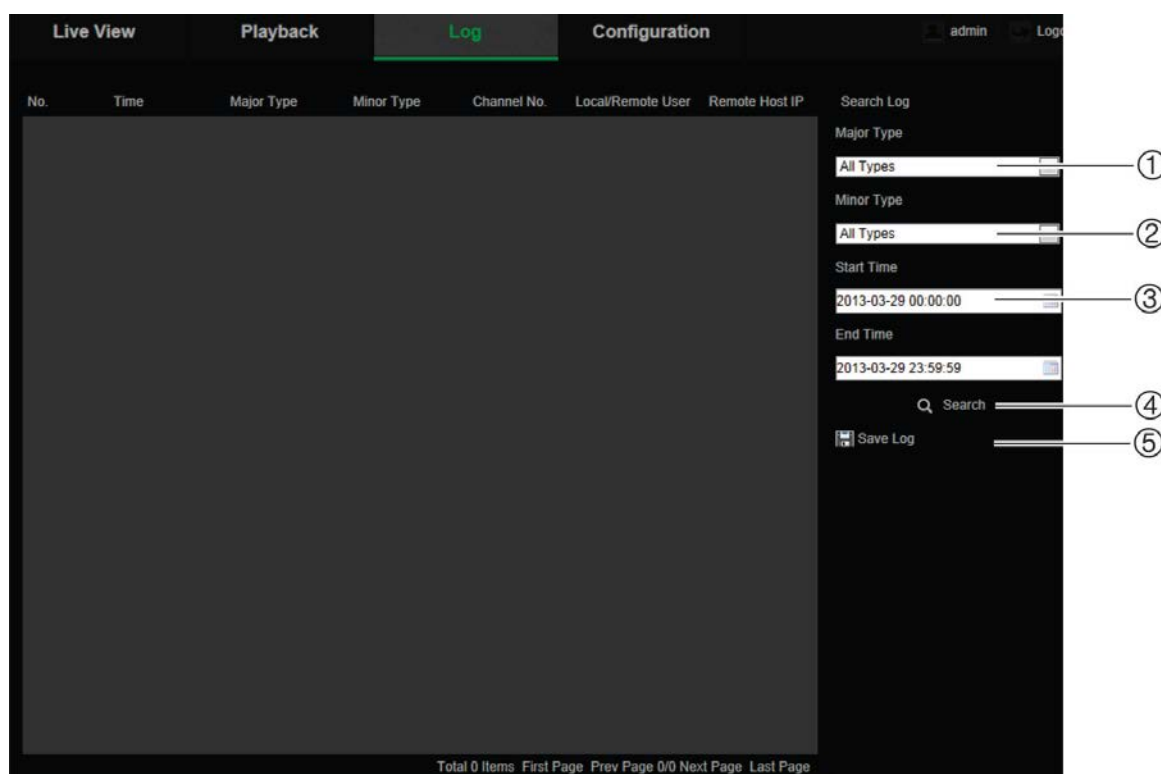 Live View Playback Log Configuration admin Logo
No. Time Major Type Minor Type Channel No. Local/Remote User Remote Host IP Search Log
Major Type
All Types ①
Minor Type
All Types ②
Start Time
2013-03-29 00:00:00 ③
End Time
2013-03-29 23:59:59
Search ④
Save Log ⑤
Total 0 Items First Page Prev Page 0/0 Next Page Last Page